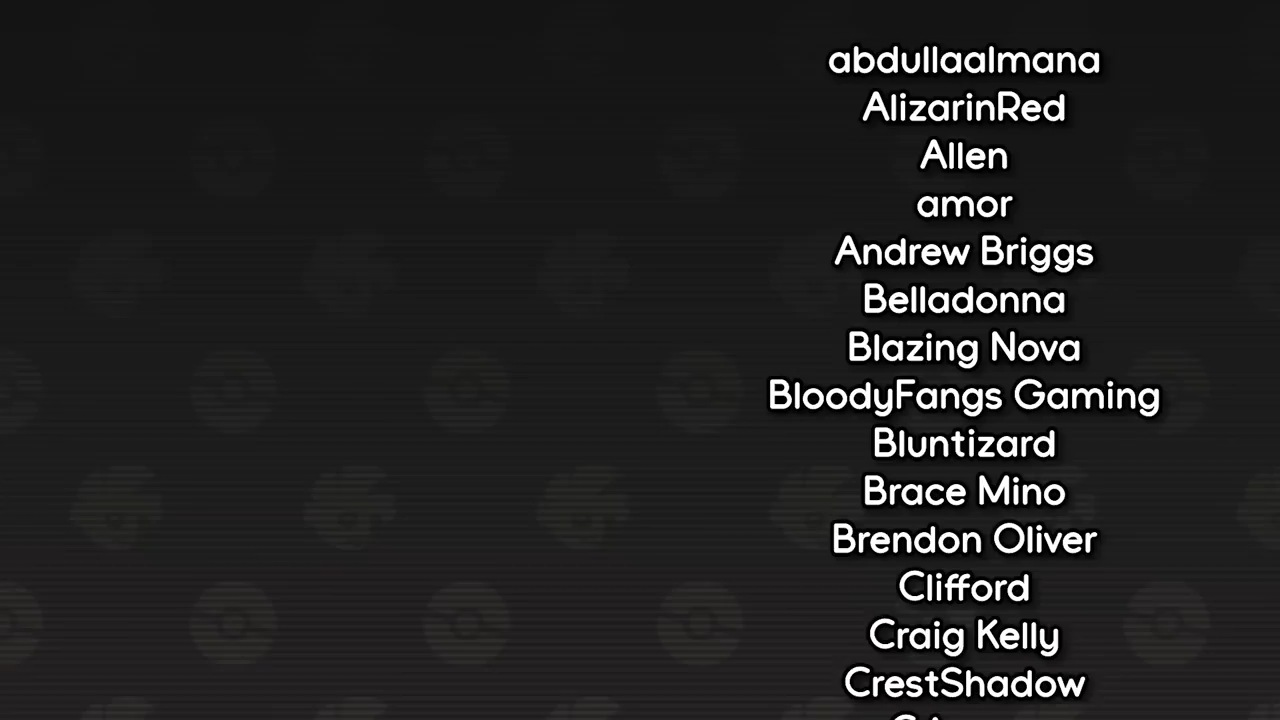 abdullaalmana
AlizarinRed
Allen
amor
Andrew Briggs
Belladonna
Blazing Nova
BloodyFangs Gaming
Bluntizard
Brace Mino
Brendon Oliver
Clifford
Craig Kelly
CrestShadow